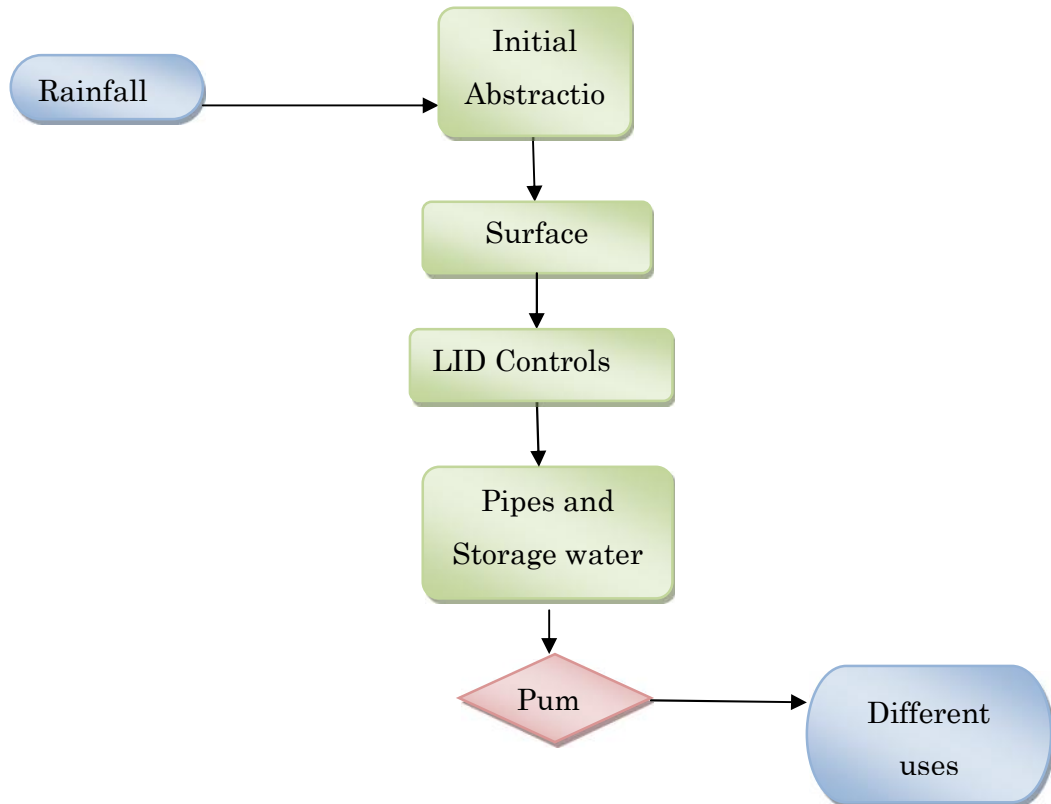 Rainfall
Initial
Abstractio
Surface
LID Controls
Pipes and
Storage water
Pum
Different
uses